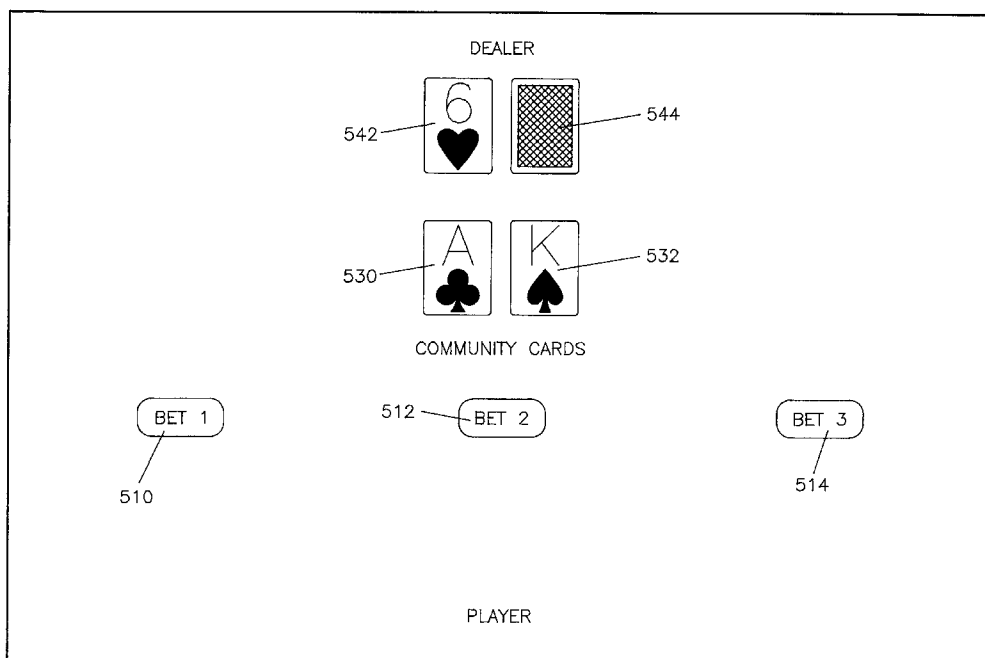 DEALER
6
542
544
A
K
530
532
COMMUNITY CARDS
BET 1
512
BET 2
BET 3
510
514
PLAYER